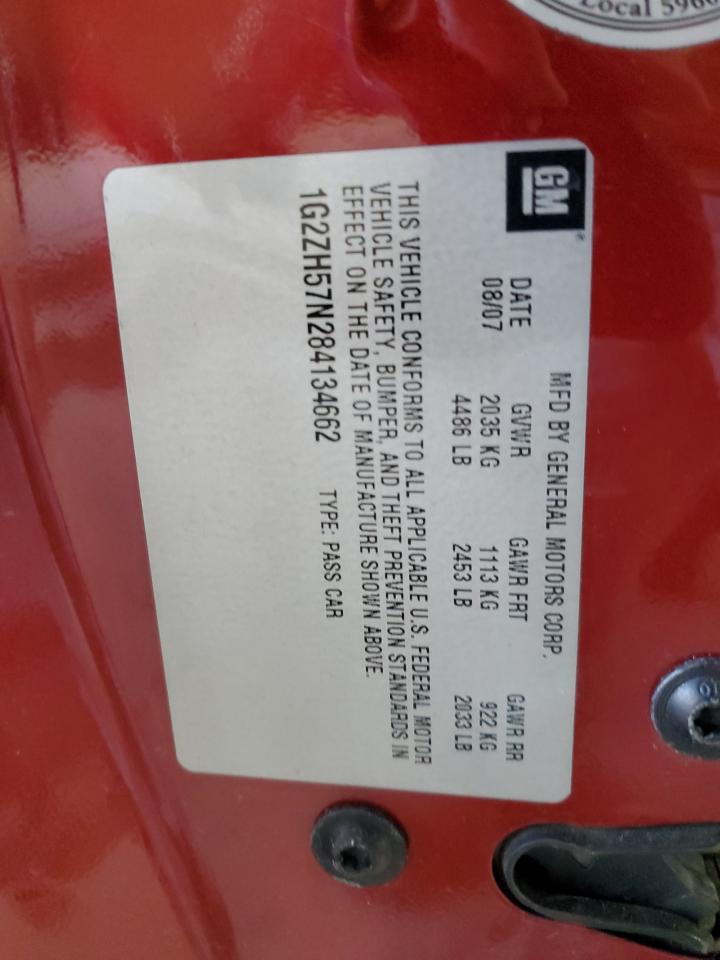 Local 5960
GM
MFD BY GENERAL MOTORS CORP.
DATE GVWR GAWR FRT GAWR RR
08/07 2035 KG 1113 KG 922 KG
4486 LB 2453 LB 2033 LB
THIS VEHICLE CONFORMS TO ALL APPLICABLE U.S. FEDERAL MOTOR
VEHICLE SAFETY, BUMPER, AND THEFT PREVENTION STANDARDS IN
EFFECT ON THE DATE OF MANUFACTURE SHOWN ABOVE.
1G2ZH57N284134662 TYPE: PASS CAR